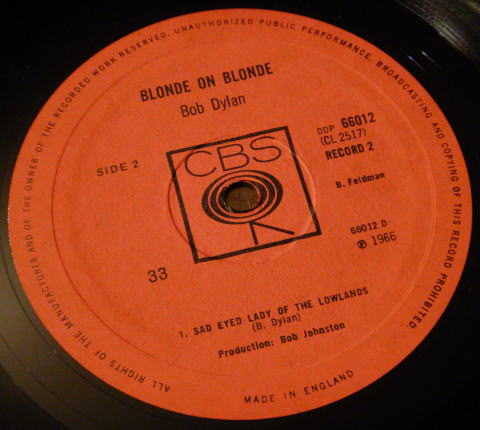 ALL RIGHTS OF THE MANUFACTURER AND OF THE OWNER OF THE RECORDED WORK RESERVED. UNAUTHORIZED PUBLIC PERFORMANCE, BROADCASTING AND COPYING OF THIS RECORD PROHIBITED.
BLONDE ON BLONDE
Bob Dylan
SIDE 2
CBS
DDP 66012
(CL 2517)
RECORD 2
B. Feldman
66012 D
℗ 1966
33
1. SAD EYED LADY OF THE LOWLANDS
(B. Dylan)
Production: Bob Johnston
MADE IN ENGLAND